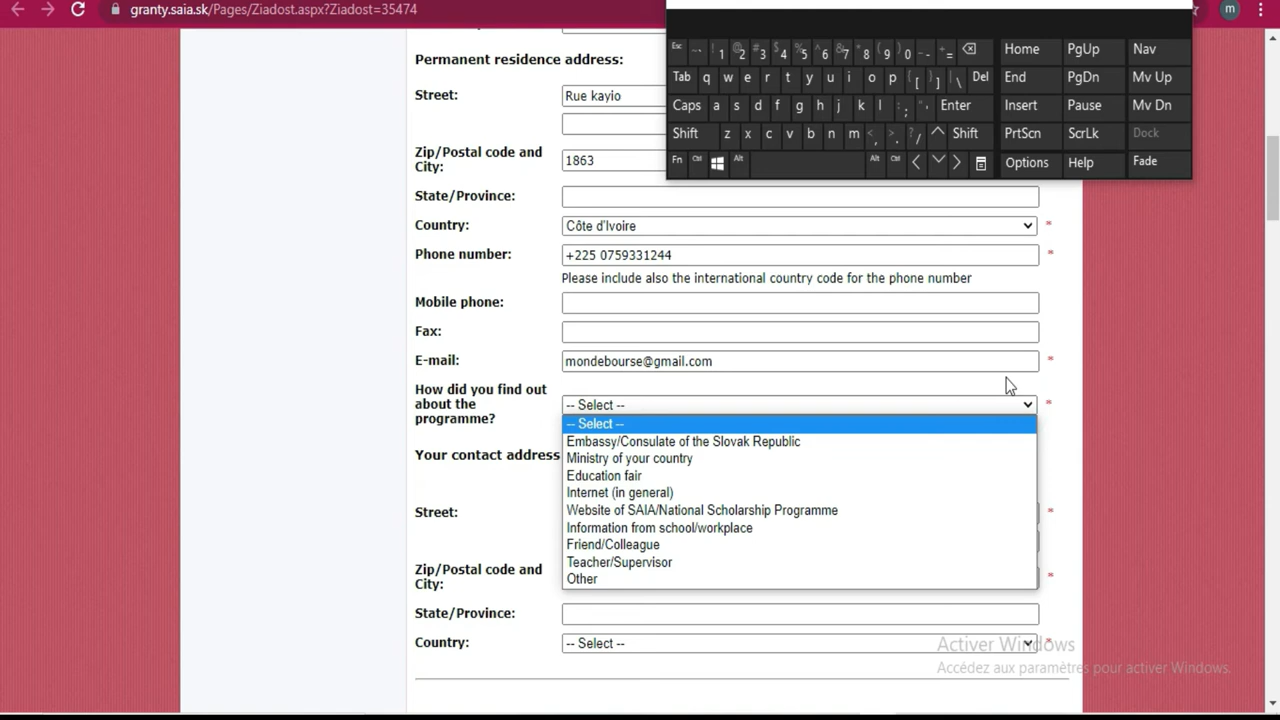 granty.saia.sk/Pages/Ziadost.aspx?Ziadost=35474
m
Esc ~` !1 @2 #3 $4 %5 ^6 &7 *8 (9 )0 _- += Home PgUp Nav
Tab q w e r t y u i o p {[ }] |\ Del End PgDn Mv Up
Caps a s d f g h j k l :; "' Enter Insert Pause Mv Dn
Shift z x c v b n m <, >. ?/ Shift PrtScn ScrLk Dock
Fn Ctrl Alt Alt Ctrl Options Help Fade
Permanent residence address:
Street: Rue kayio
Zip/Postal code and
City: 1863
State/Province:
Country: Côte d'Ivoire *
Phone number: +225 0759331244 *
Please include also the international country code for the phone number
Mobile phone:
Fax:
E-mail: mondebourse@gmail.com *
How did you find out
about the -- Select -- *
programme?
-- Select --
Embassy/Consulate of the Slovak Republic
Ministry of your country
Education fair
Internet (in general)
Website of SAIA/National Scholarship Programme
Information from school/workplace
Friend/Colleague
Teacher/Supervisor
Other
Your contact address
Street: *
Zip/Postal code and
City: *
State/Province:
Country: -- Select -- *
Activer Windows
Accédez aux paramètres pour activer Windows.